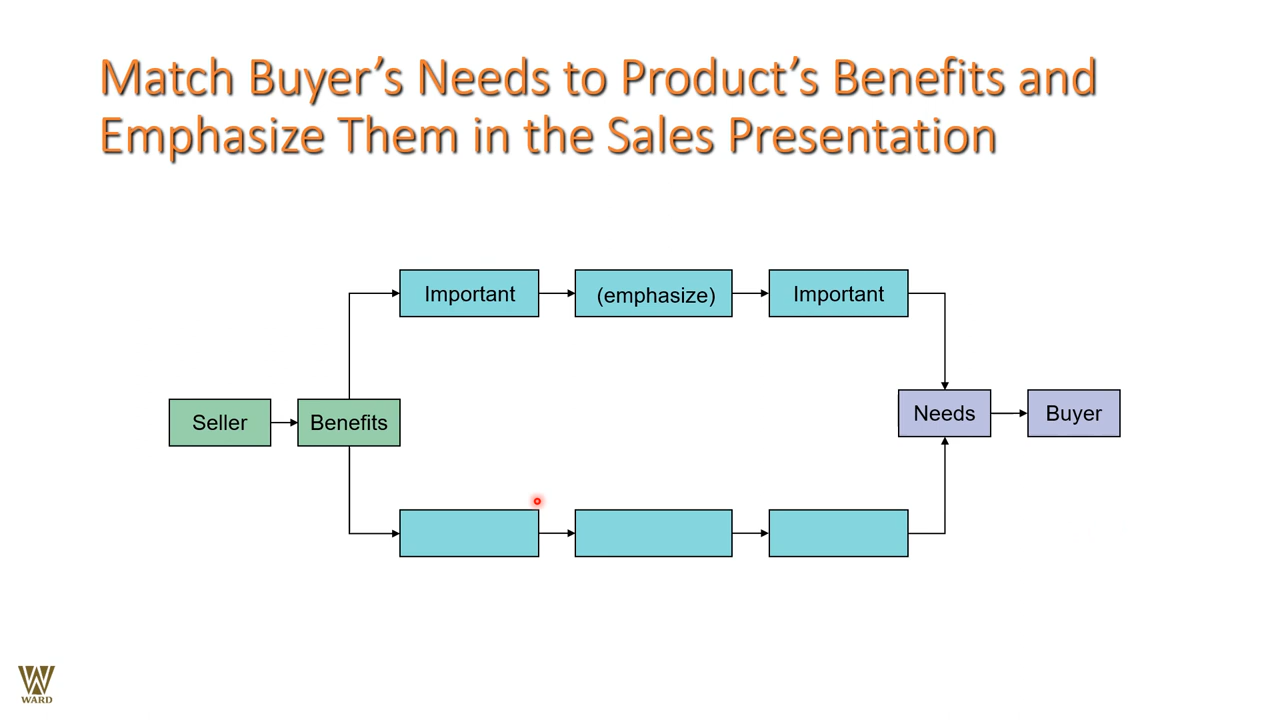 Match Buyer’s Needs to Product’s Benefits and
Emphasize Them in the Sales Presentation
Important
(emphasize)
Important
Seller
Benefits
Needs
Buyer
WARD